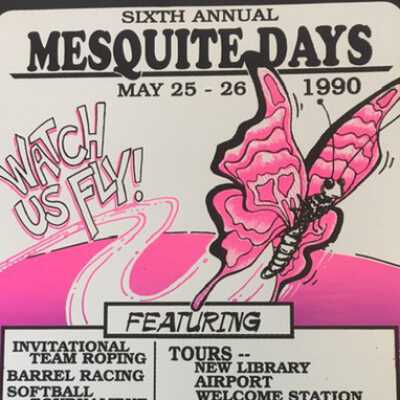 SIXTH ANNUAL
MESQUITE DAYS
MAY 25 - 26 1990
WATCH
US FLY!
FEATURING
INVITATIONAL
TEAM ROPING
BARREL RACING
SOFTBALL
TOURNAMENT
TOURS --
NEW LIBRARY
AIRPORT
WELCOME STATION